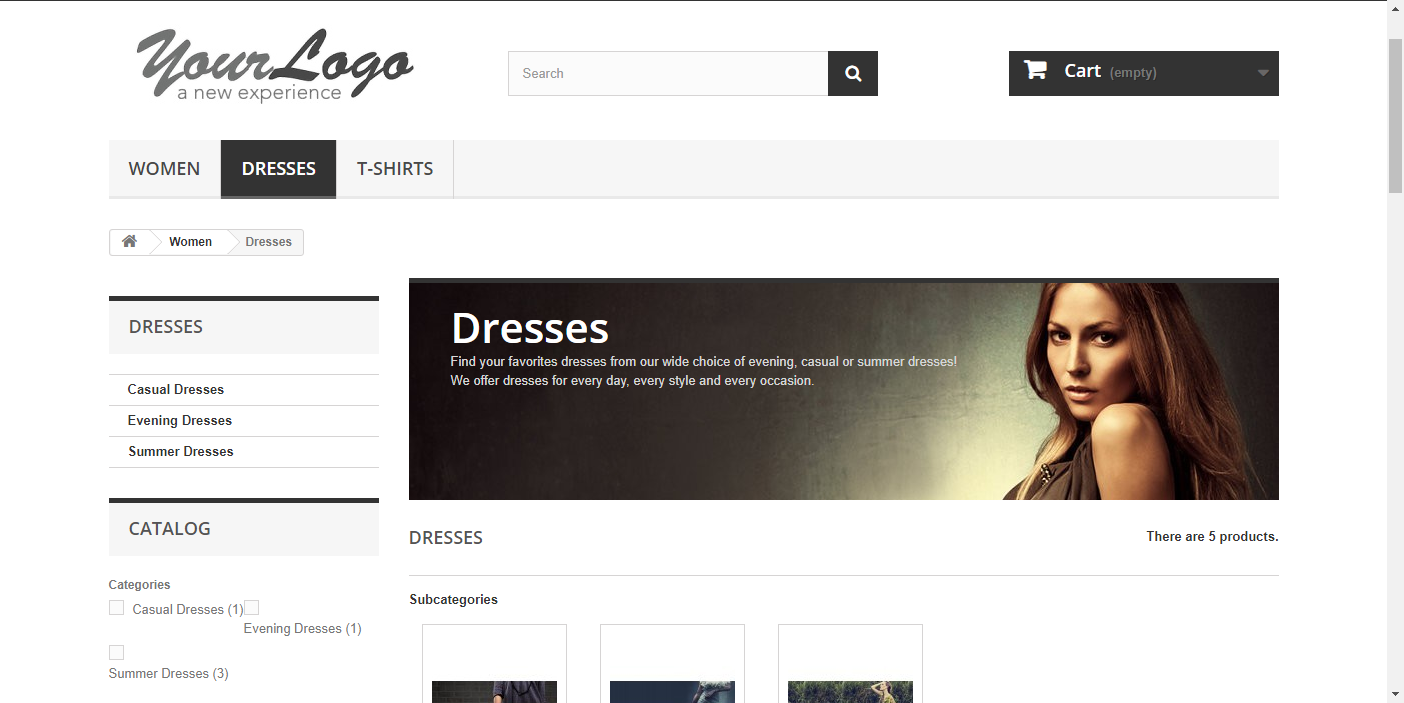 YourLogo
a new experience
Search
Cart (empty)
WOMEN DRESSES T-SHIRTS
Women Dresses
DRESSES
Casual Dresses
Evening Dresses
Summer Dresses
CATALOG
Categories
Casual Dresses (1)
Evening Dresses (1)
Summer Dresses (3)
Dresses
Find your favorites dresses from our wide choice of evening, casual or summer dresses!
We offer dresses for every day, every style and every occasion.
DRESSES There are 5 products.
Subcategories